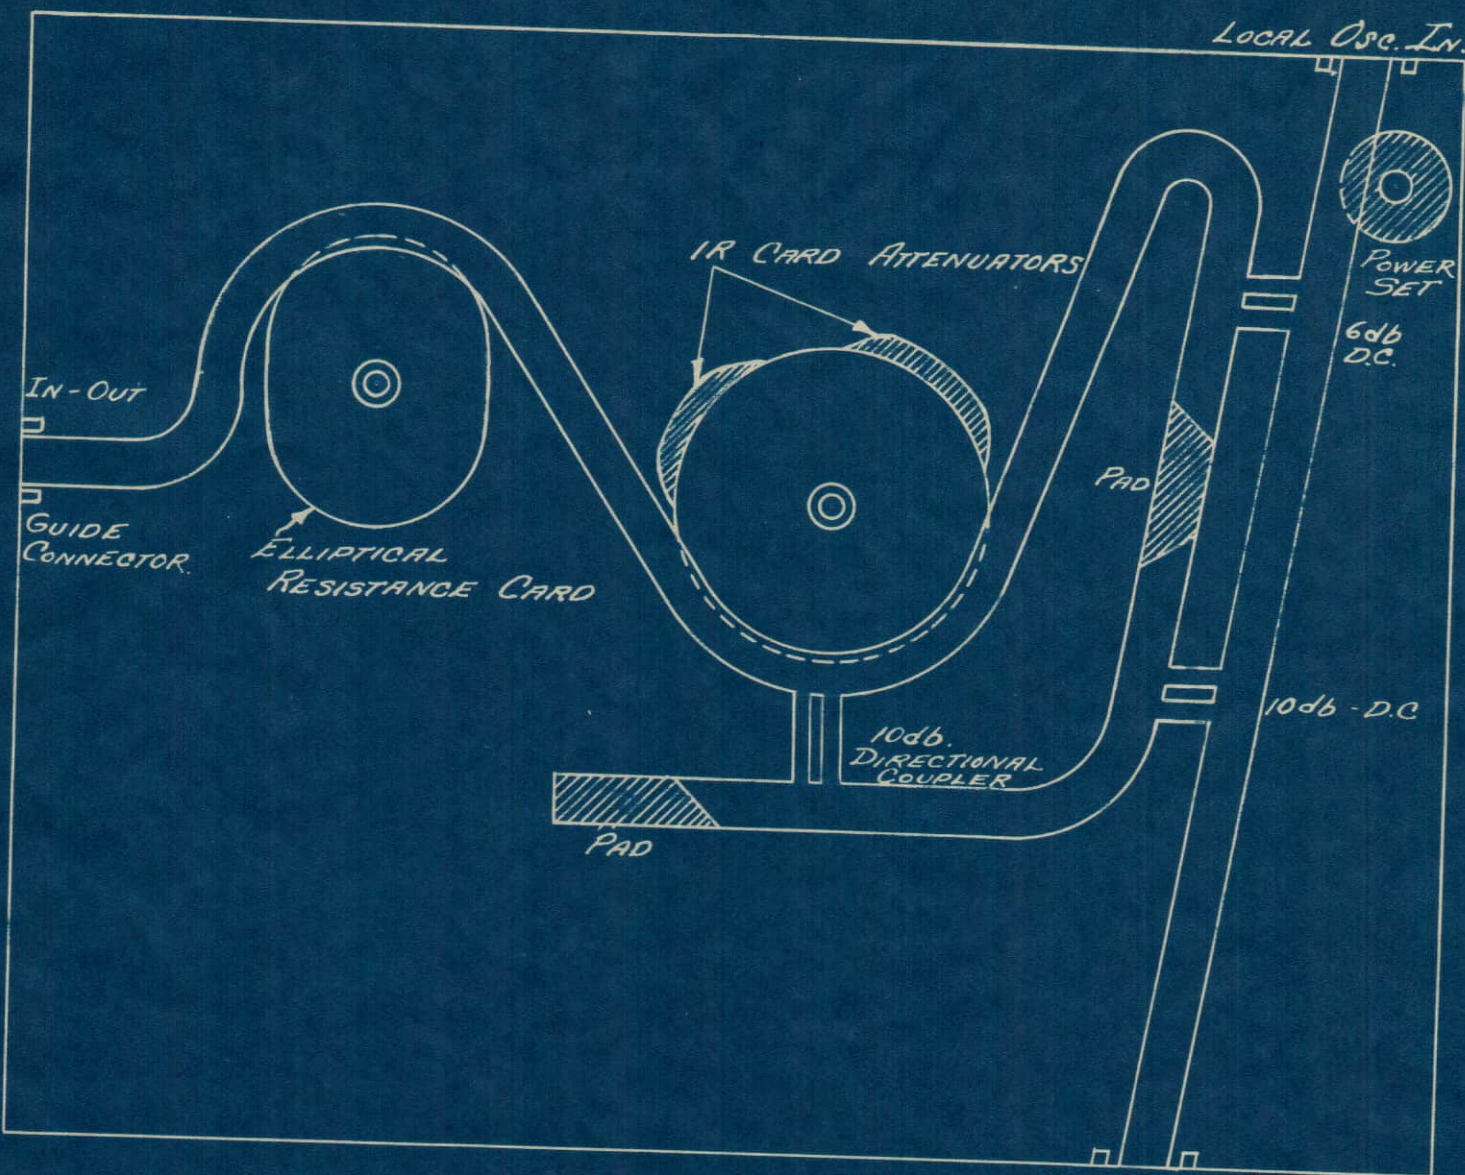 LOCAL OSC. IN.
IR CARD ATTENUATORS
POWER
SET
6db
D.C.
IN-OUT
PAD
GUIDE
CONNECTOR.
ELLIPTICAL
RESISTANCE CARD
10db - D.C
10db.
DIRECTIONAL
COUPLER
PAD